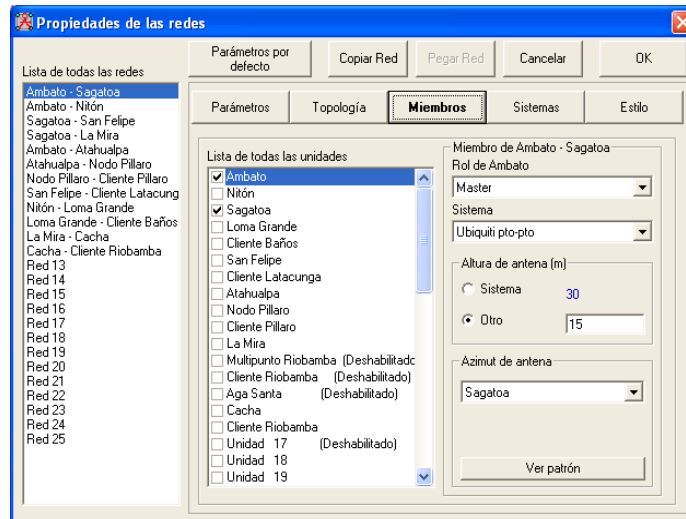 Propiedades de las redes
Lista de todas las redes
Parámetros por defecto
Copiar Red
Pegar Red
Cancelar
OK
Ambato - Sagatoa
Ambato - Nitón
Sagatoa - San Felipe
Sagatoa - La Mira
Ambato - Atahualpa
Atahualpa - Nodo Pillaro
Nodo Pillaro - Cliente Pillaro
San Felipe - Cliente Latacung
Nitón - Loma Grande
Loma Grande - Cliente Baños
La Mira - Cacha
Cacha - Cliente Riobamba
Red 13
Red 14
Red 15
Red 16
Red 17
Red 18
Red 19
Red 20
Red 21
Red 22
Red 23
Red 24
Red 25
Parámetros
Topología
Miembros
Sistemas
Estilo
Lista de todas las unidades
Ambato
Nitón
Sagatoa
Loma Grande
Cliente Baños
San Felipe
Cliente Latacunga
Atahualpa
Nodo Pillaro
Cliente Pillaro
La Mira
Multipunto Riobamba (Deshabilitado
Cliente Riobamba (Deshabilitado)
Aga Santa (Deshabilitado)
Cacha
Cliente Riobamba
Unidad 17 (Deshabilitado)
Unidad 18
Unidad 19
Miembro de Ambato - Sagatoa
Rol de Ambato
Master
Sistema
Ubiquiti pto-pto
Altura de antena (m)
Sistema 30
Otro 15
Azimut de antena
Sagatoa
Ver patrón